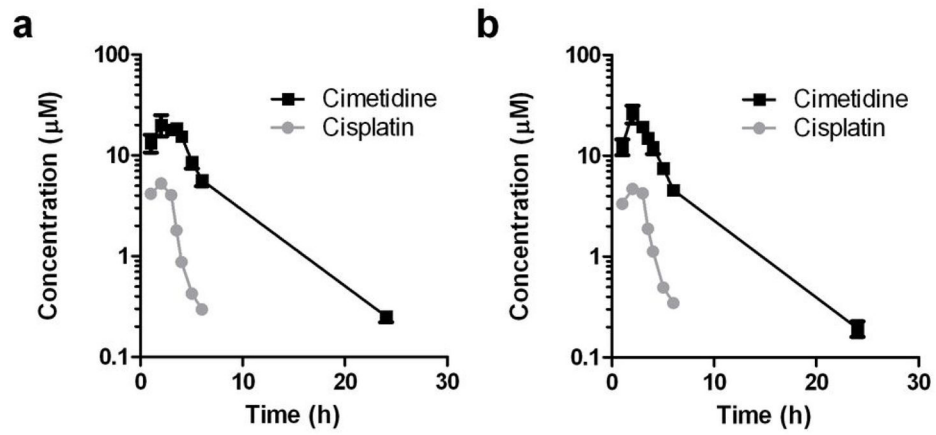 a
Concentration (μM)
100
10
1
0.1
Cimetidine
Cisplatin
0
10
20
30
Time (h)
b
Concentration (μM)
100
10
1
0.1
Cimetidine
Cisplatin
0
10
20
30
Time (h)